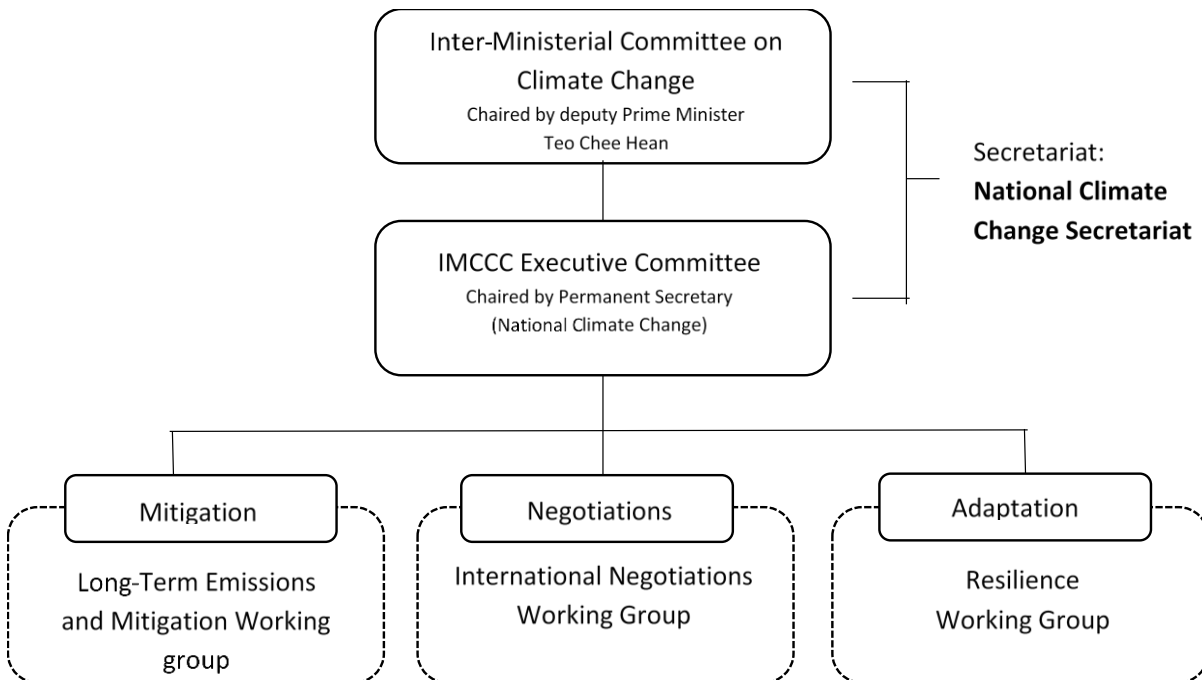 Inter-Ministerial Committee on
Climate Change
Chaired by deputy Prime Minister
Teo Chee Hean
Secretariat:
National Climate
Change Secretariat
IMCCC Executive Committee
Chaired by Permanent Secretary
(National Climate Change)
Mitigation
Long-Term Emissions
and Mitigation Working
group
Negotiations
International Negotiations
Working Group
Adaptation
Resilience
Working Group